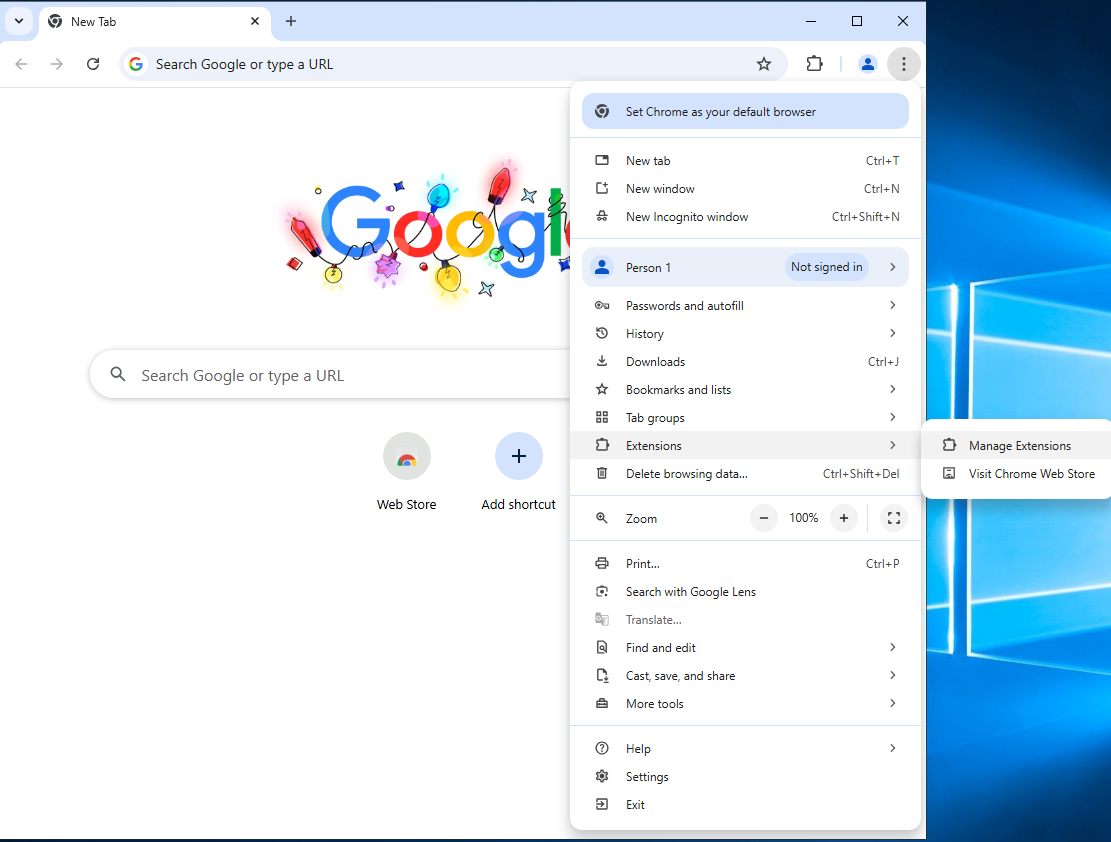 New Tab
Search Google or type a URL
Set Chrome as your default browser
New tab Ctrl+T
New window Ctrl+N
New Incognito window Ctrl+Shift+N
Google
Person 1 Not signed in
Passwords and autofill
History
Downloads Ctrl+J
Search Google or type a URL
Bookmarks and lists
Tab groups
Extensions
Manage Extensions
Delete browsing data... Ctrl+Shift+Del
Visit Chrome Web Store
Web Store
Add shortcut
Zoom 100%
Print... Ctrl+P
Search with Google Lens
Translate...
Find and edit
Cast, save, and share
More tools
Help
Settings
Exit